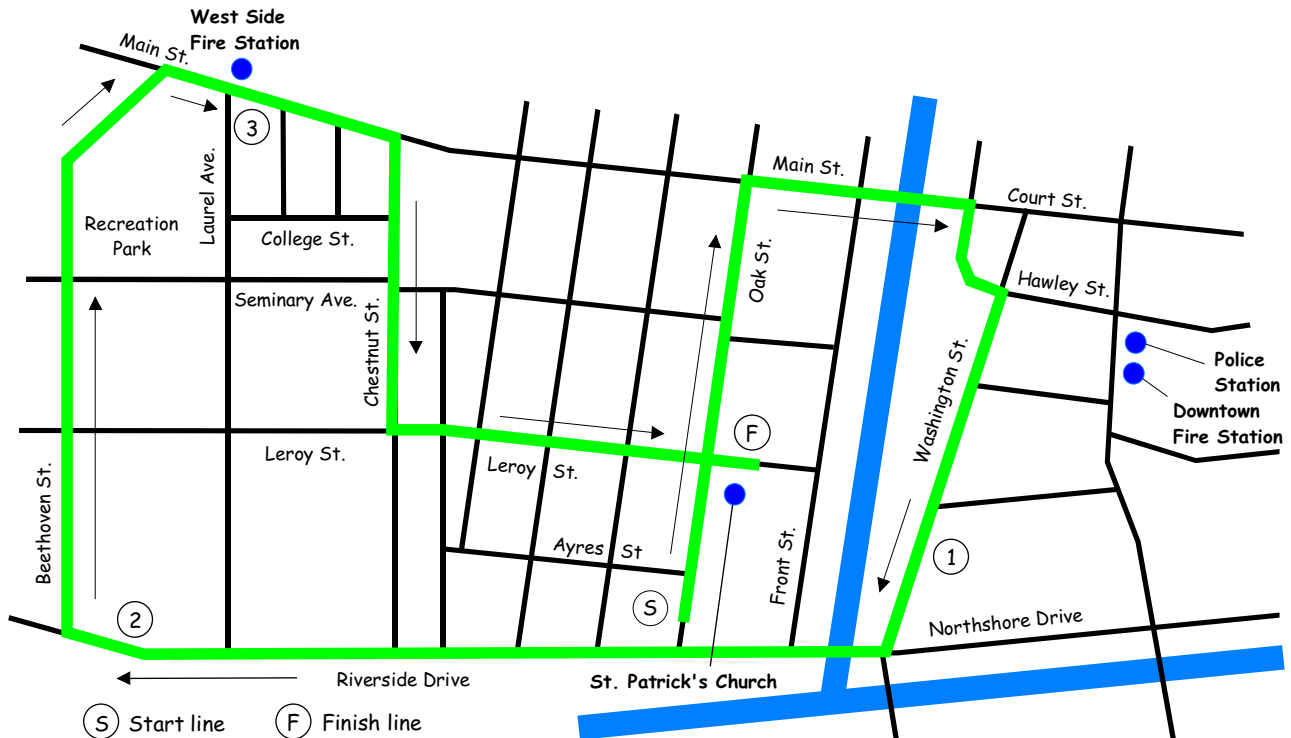 West Side
Fire Station
Main St.
3
Laurel Ave.
Recreation
Park
College St.
Seminary Ave.
Chestnut St.
Main St.
Court St.
Oak St.
Hawley St.
Police
Station
Downtown
Fire Station
Washington St.
F
Leroy St.
Leroy St.
Beethoven St.
Ayres St
Front St.
1
S
2
Northshore Drive
Riverside Drive
St. Patrick's Church
S Start line
F Finish line